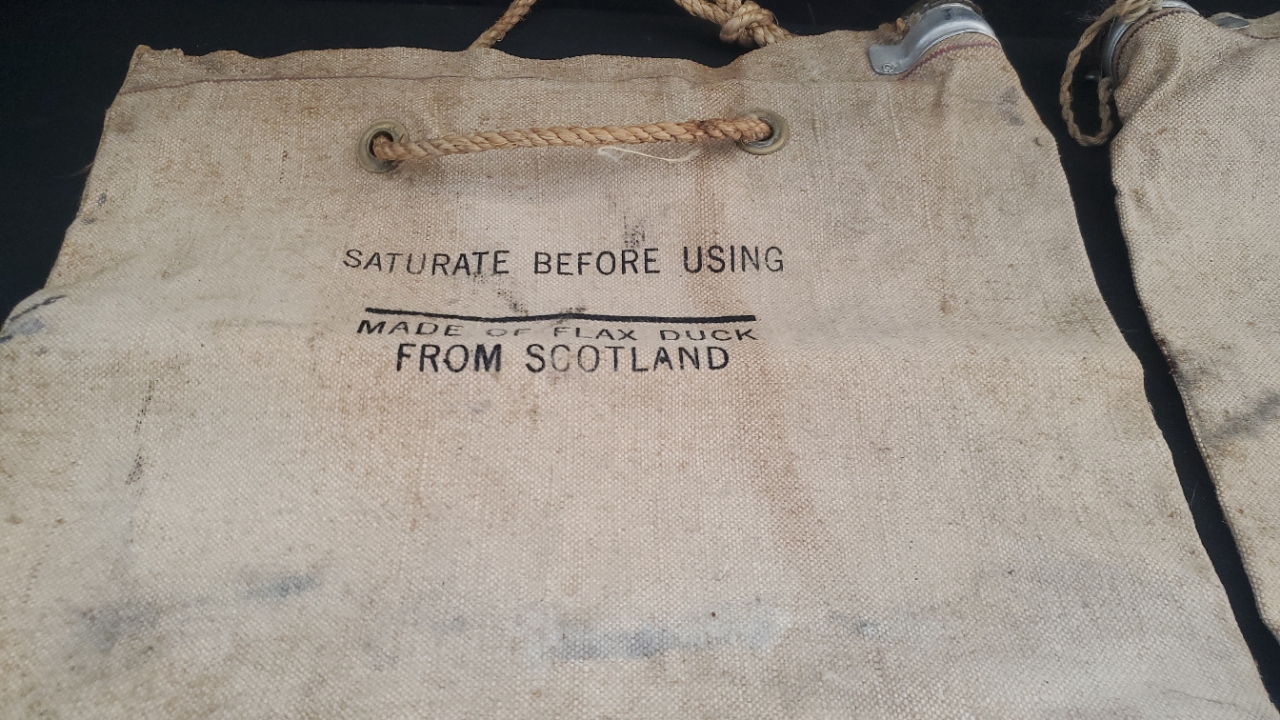 SATURATE BEFORE USING
MADE OF FLAX DUCK
FROM SCOTLAND